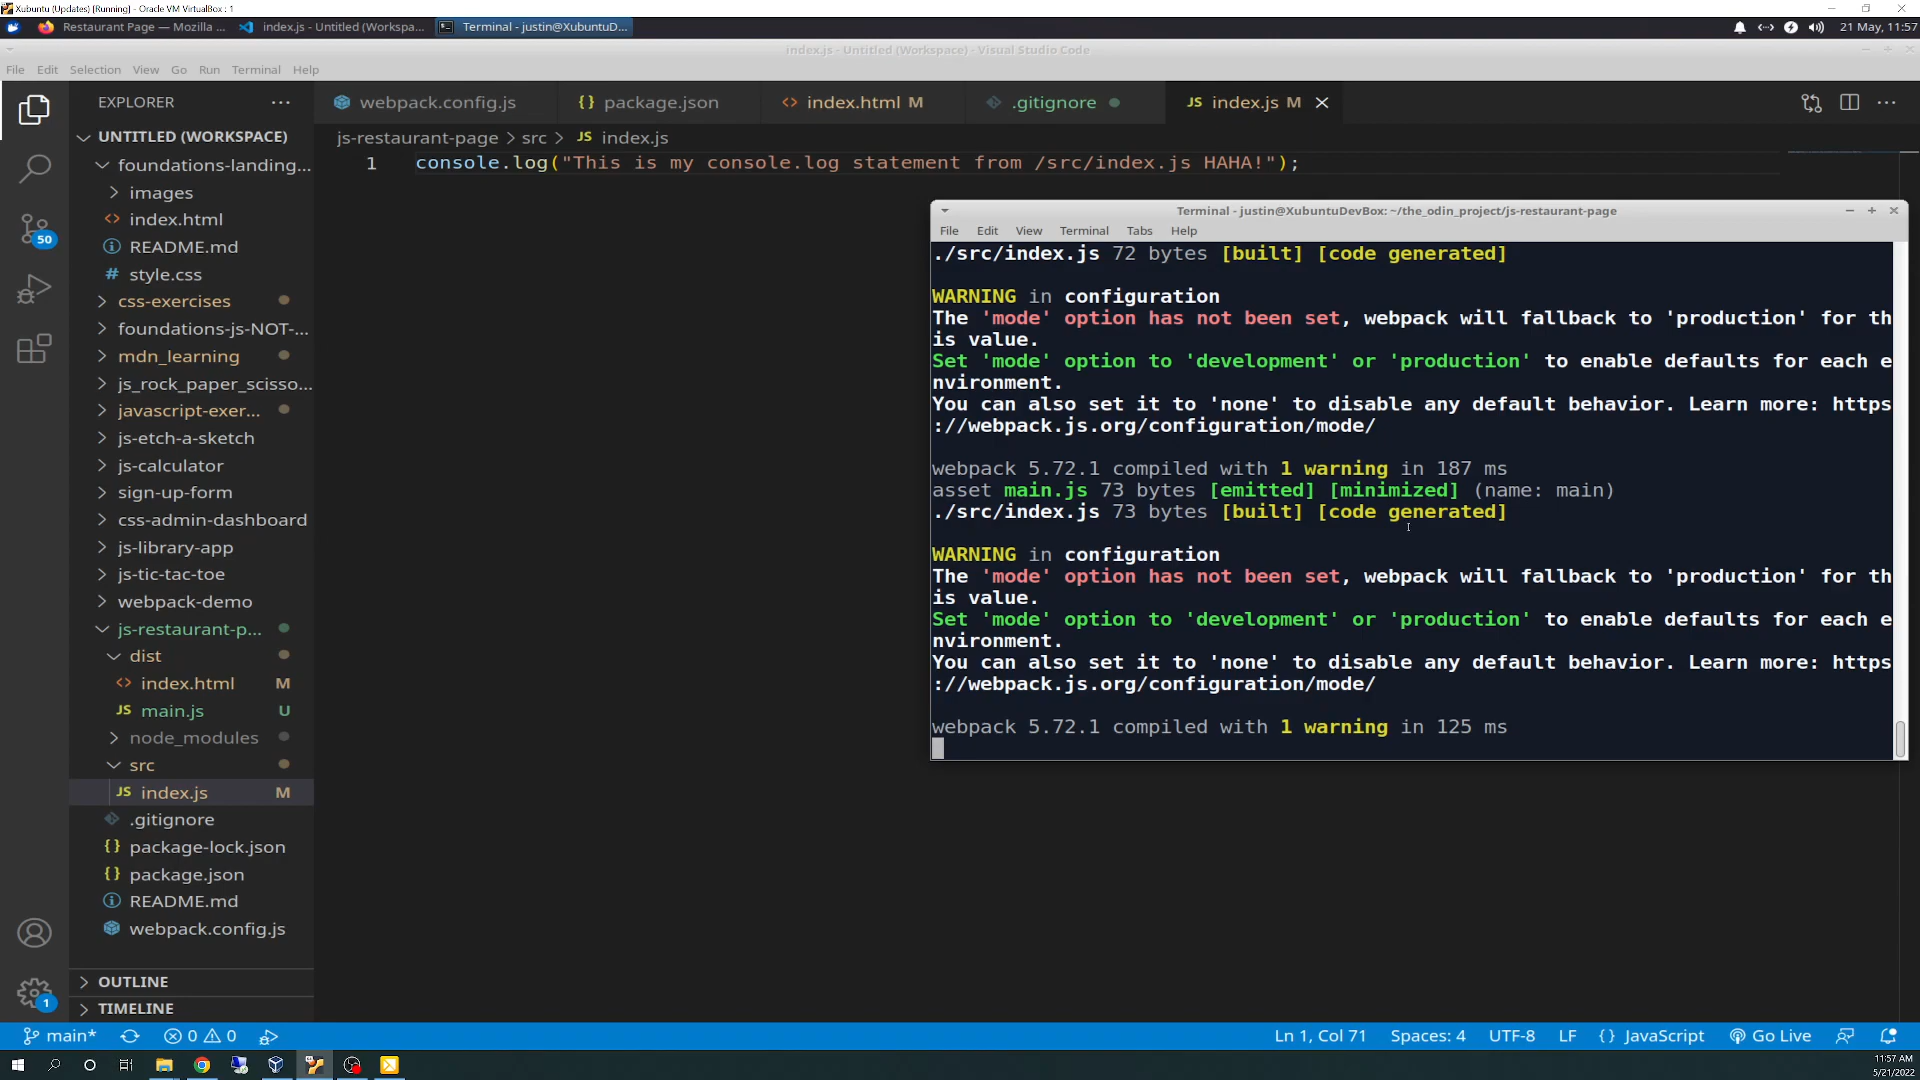 Xubuntu (Updates) [Running] - Oracle VM VirtualBox : 1
Restaurant Page — Mozilla ...
index.js - Untitled (Workspa...
Terminal - justin@XubuntuD...
21 May, 11:57
index.js - Untitled (Workspace) - Visual Studio Code
File Edit Selection View Go Run Terminal Help
EXPLORER
webpack.config.js
{} package.json
<> index.html M
.gitignore
JS index.js M
UNTITLED (WORKSPACE)
js-restaurant-page > src > JS index.js
1 console.log("This is my console.log statement from /src/index.js HAHA!");
foundations-landing...
images
<> index.html
README.md
# style.css
css-exercises
foundations-js-NOT-...
mdn_learning
js_rock_paper_scisso...
javascript-exer...
js-etch-a-sketch
js-calculator
sign-up-form
css-admin-dashboard
js-library-app
js-tic-tac-toe
webpack-demo
js-restaurant-p...
dist
<> index.html M
JS main.js U
node_modules
src
JS index.js M
.gitignore
{} package-lock.json
{} package.json
README.md
webpack.config.js
OUTLINE
TIMELINE
50
1
Terminal - justin@XubuntuDevBox: ~/the_odin_project/js-restaurant-page
File Edit View Terminal Tabs Help
./src/index.js 72 bytes [built] [code generated]
WARNING in configuration
The 'mode' option has not been set, webpack will fallback to 'production' for th
is value.
Set 'mode' option to 'development' or 'production' to enable defaults for each e
nvironment.
You can also set it to 'none' to disable any default behavior. Learn more: https
://webpack.js.org/configuration/mode/
webpack 5.72.1 compiled with 1 warning in 187 ms
asset main.js 73 bytes [emitted] [minimized] (name: main)
./src/index.js 73 bytes [built] [code generated]
WARNING in configuration
The 'mode' option has not been set, webpack will fallback to 'production' for th
is value.
Set 'mode' option to 'development' or 'production' to enable defaults for each e
nvironment.
You can also set it to 'none' to disable any default behavior. Learn more: https
://webpack.js.org/configuration/mode/
webpack 5.72.1 compiled with 1 warning in 125 ms
main* 0 0
Ln 1, Col 71 Spaces: 4 UTF-8 LF {} JavaScript Go Live
11:57 AM
5/21/2022